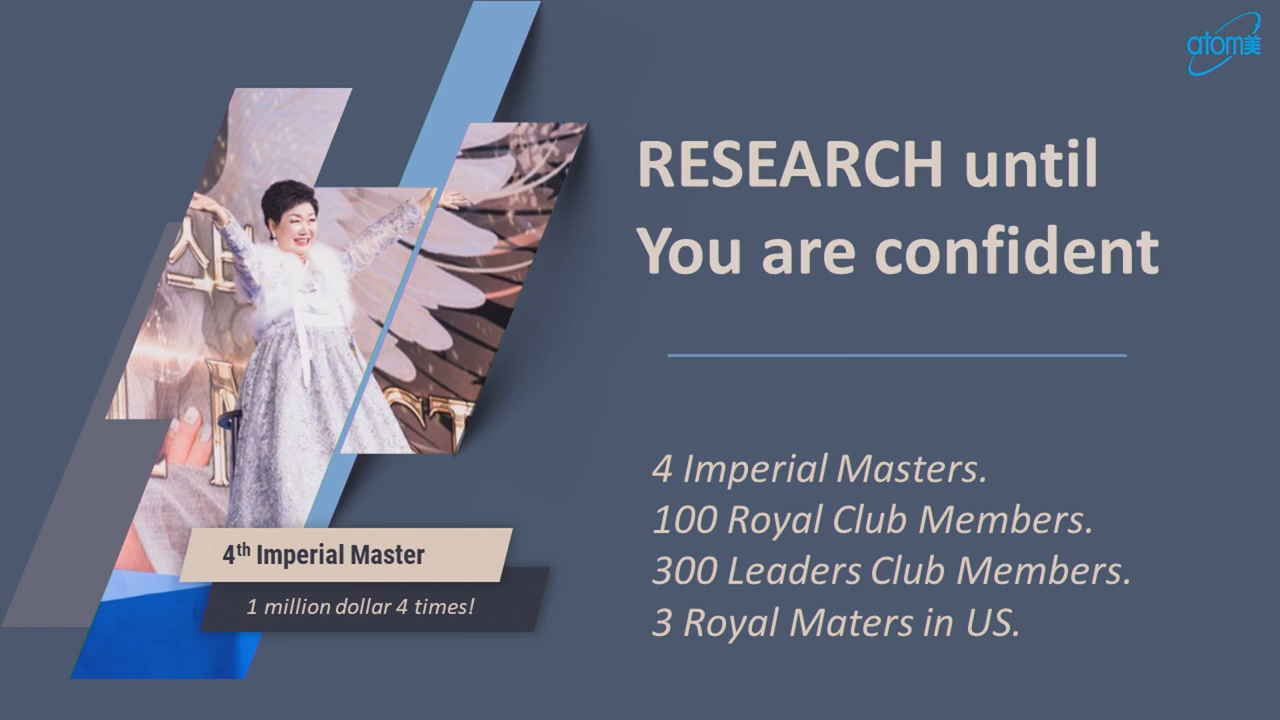 atom美
RESEARCH until
You are confident
4 Imperial Masters.
100 Royal Club Members.
300 Leaders Club Members.
3 Royal Maters in US.
4th Imperial Master
1 million dollar 4 times!